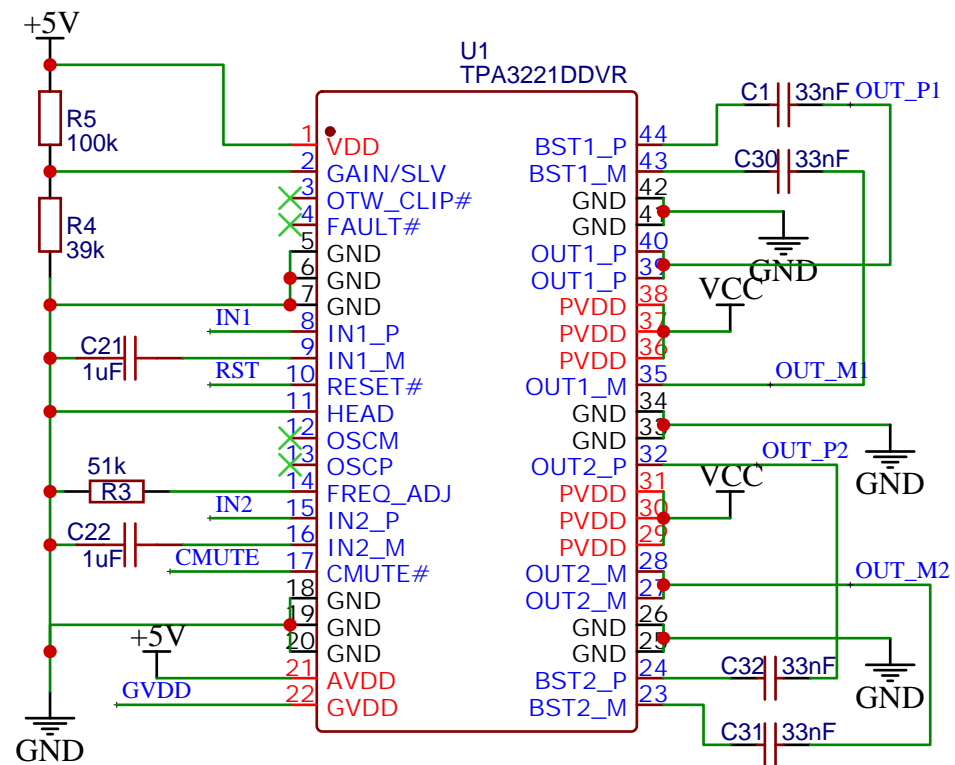 +5V
U1
TPA3221DDVR
R5
100k
R4
39k
C21
1uF
51k
R3
C22
1uF
+5V
GND
IN1
RST
IN2
CMUTE
GVDD
1 VDD
2 GAIN/SLV
3 OTW_CLIP#
4 FAULT#
5 GND
6 GND
7 GND
8 IN1_P
9 IN1_M
10 RESET#
11 HEAD
12 OSCM
13 OSCP
14 FREQ_ADJ
15 IN2_P
16 IN2_M
17 CMUTE#
18 GND
19 GND
20 GND
21 AVDD
22 GVDD
BST1_P 44
BST1_M 43
GND 42
GND 41
OUT1_P 40
OUT1_P 39
PVDD 38
PVDD 37
PVDD 36
OUT1_M 35
GND 34
GND 33
OUT2_P 32
PVDD 31
PVDD 30
PVDD 29
OUT2_M 28
OUT2_M 27
GND 26
GND 25
BST2_P 24
BST2_M 23
C1 33nF OUT_P1
C30 33nF
GND
VCC
OUT_M1
OUT_P2
GND
VCC
OUT_M2
C32 33nF
GND
C31 33nF